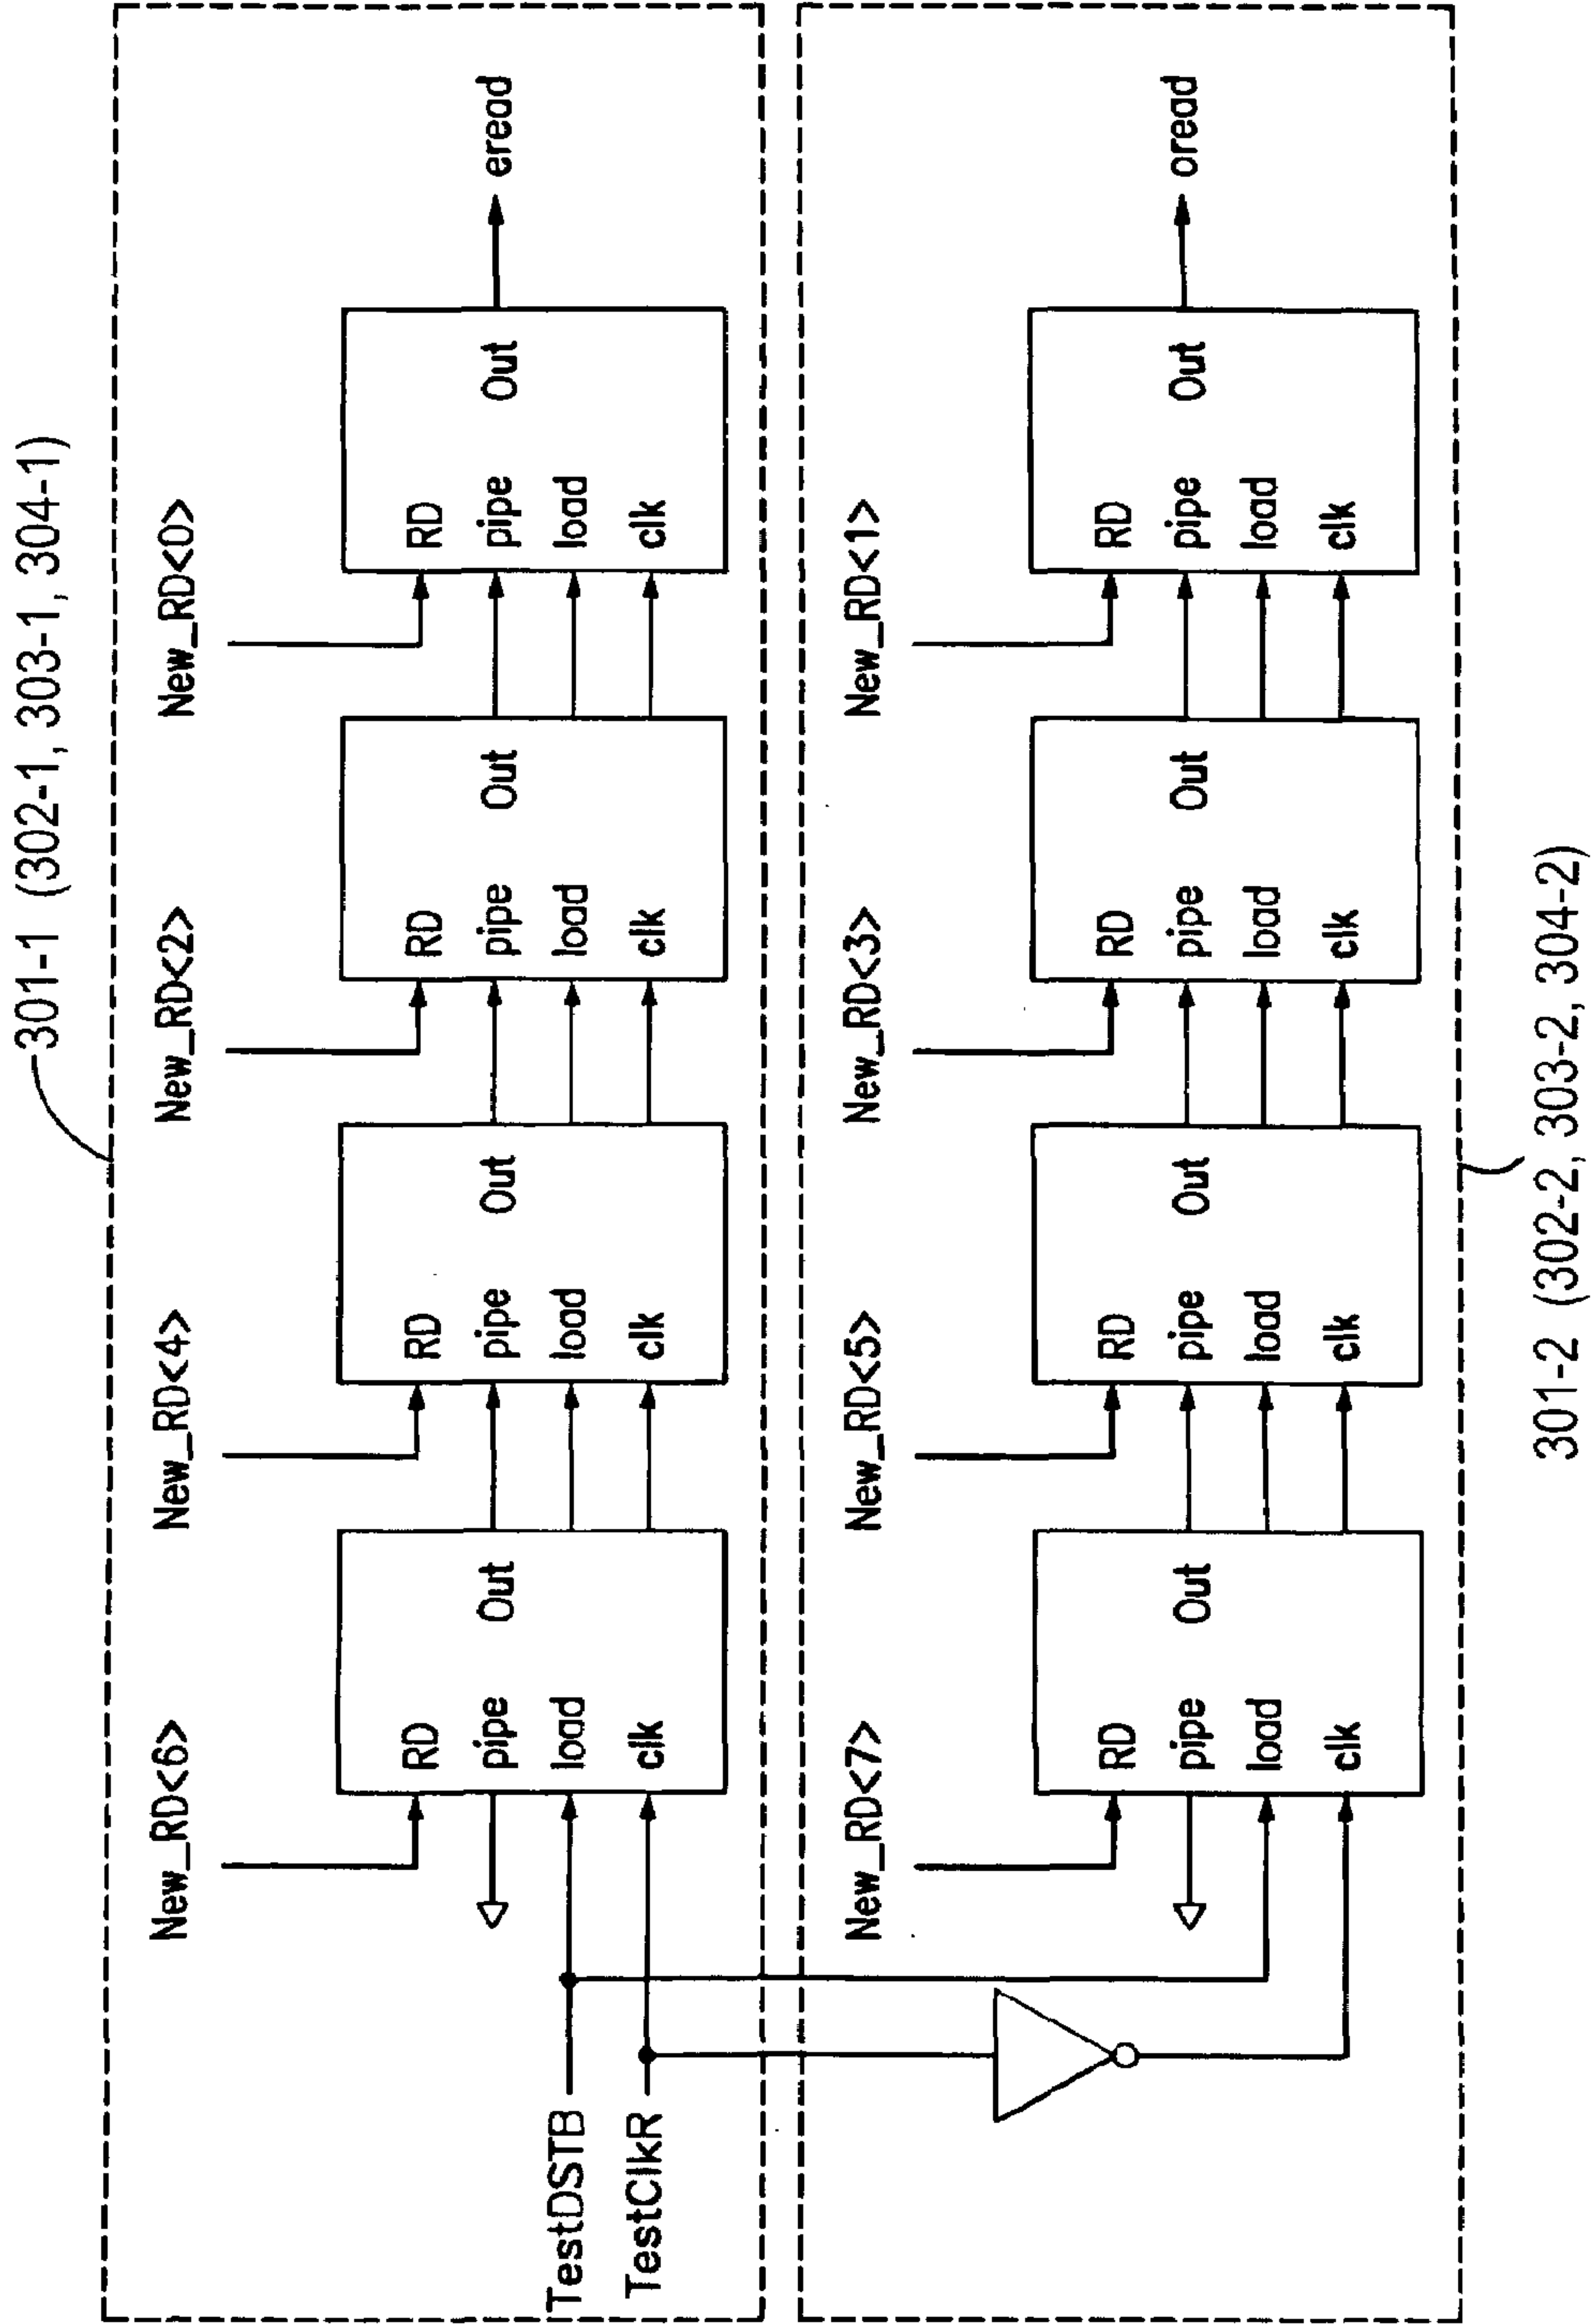 301-1 (302-1, 303-1, 304-1)
New_RD<6>
New_RD<4>
New_RD<2>
New_RD<0>
RD
pipe Out
load
clk
RD
pipe Out
load
clk
RD
pipe Out
load
clk
RD
pipe Out
load
clk
eread
TestDSTB
TestClkR
New_RD<7>
New_RD<5>
New_RD<3>
New_RD<1>
RD
pipe Out
load
clk
RD
pipe Out
load
clk
RD
pipe Out
load
clk
RD
pipe Out
load
clk
oread
301-2 (302-2, 303-2, 304-2)